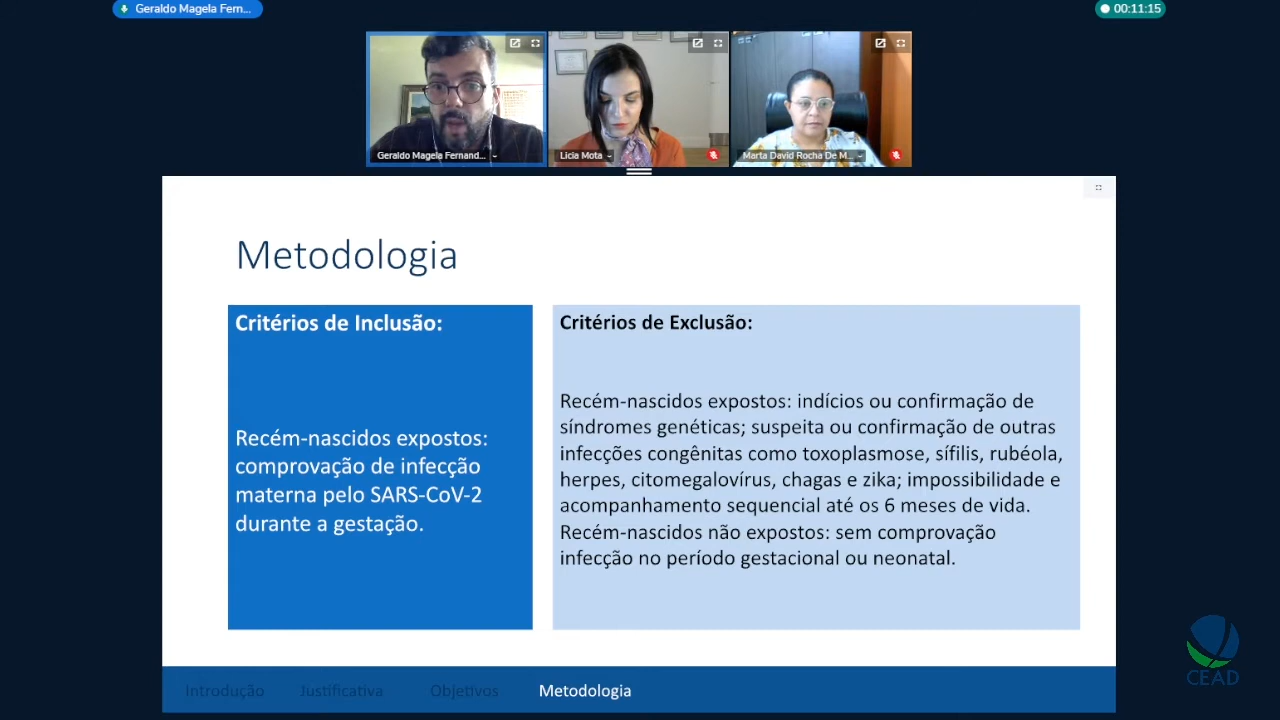 Geraldo Magela Fern...
00:11:15
Geraldo Magela Fernand...
Licia Mota
Marta David Rocha De M...
Metodologia
Critérios de Inclusão:
Recém-nascidos expostos:
comprovação de infecção
materna pelo SARS-CoV-2
durante a gestação.
Critérios de Exclusão:
Recém-nascidos expostos: indícios ou confirmação de
síndromes genéticas; suspeita ou confirmação de outras
infecções congênitas como toxoplasmose, sífilis, rubéola,
herpes, citomegalovírus, chagas e zika; impossibilidade e
acompanhamento sequencial até os 6 meses de vida.
Recém-nascidos não expostos: sem comprovação
infecção no período gestacional ou neonatal.
Introdução Justificativa Objetivos Metodologia
CEAD